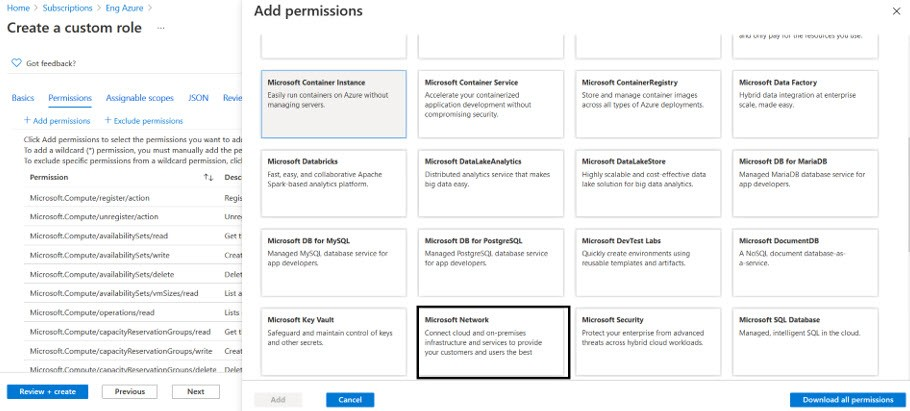 Home > Subscriptions > Eng Azure >
Create a custom role ...
Got feedback?
Basics Permissions Assignable scopes JSON Revie
+ Add permissions + Exclude permissions
Click Add permissions to select the permissions you want to add
To add a wildcard (*) permission, you must manually add the pe
To exclude specific permissions from a wildcard permission, clic
Permission ↑↓ Desc
Microsoft.Compute/register/action Regis
Microsoft.Compute/unregister/action Unre
Microsoft.Compute/availabilitySets/read Get t
Microsoft.Compute/availabilitySets/write Creat
Microsoft.Compute/availabilitySets/delete Delet
Microsoft.Compute/availabilitySets/vmSizes/read List a
Microsoft.Compute/operations/read Lists
Microsoft.Compute/capacityReservationGroups/read Get t
Microsoft.Compute/capacityReservationGroups/write Creat
Microsoft.Compute/capacityReservationGroups/delete Delet
Review + create Previous Next
Add permissions
and only pay for the resources you use.
Microsoft Container Instance
Easily run containers on Azure without
managing servers.
Microsoft Container Service
Accelerate your containerized
application development without
compromising security.
Microsoft ContainerRegistry
Store and manage container images
across all types of Azure deployments.
Microsoft Data Factory
Hybrid data integration at enterprise
scale, made easy.
Microsoft Databricks
Fast, easy, and collaborative Apache
Spark-based analytics platform.
Microsoft DataLakeAnalytics
Distributed analytics service that makes
big data easy.
Microsoft DataLakeStore
Highly scalable and cost-effective data
lake solution for big data analytics.
Microsoft DB for MariaDB
Managed MariaDB database service for
app developers.
Microsoft DB for MySQL
Managed MySQL database service for
app developers.
Microsoft DB for PostgreSQL
Managed PostgreSQL database service
for app developers.
Microsoft DevTest Labs
Quickly create environments using
reusable templates and artifacts.
Microsoft DocumentDB
A NoSQL document database-as-
a-service.
Microsoft Key Vault
Safeguard and maintain control of keys
and other secrets.
Microsoft Network
Connect cloud and on-premises
infrastructure and services to provide
your customers and users the best
Microsoft Security
Protect your enterprise from advanced
threats across hybrid cloud workloads.
Microsoft SQL Database
Managed, intelligent SQL in the cloud.
Add Cancel Download all permissions